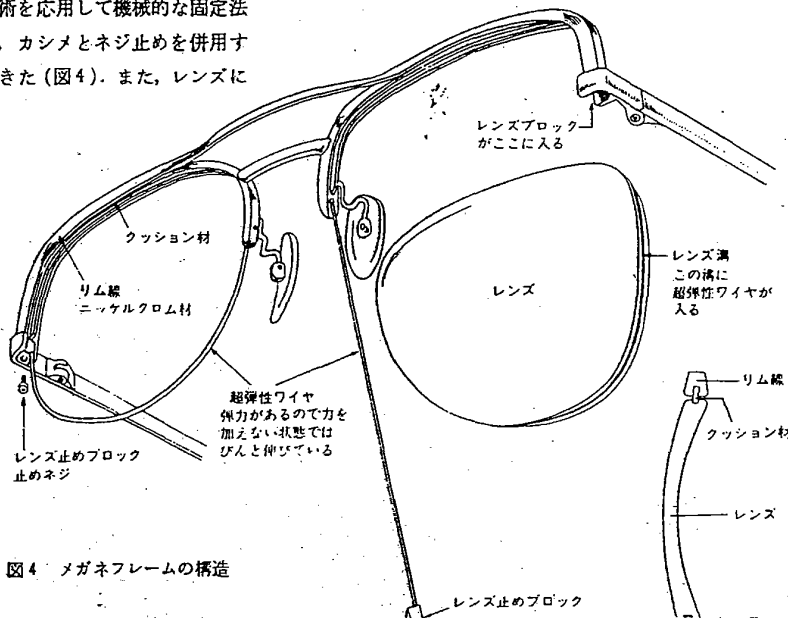 術を応用して機械的な固定法
，カシメとネジ止めを併用す
きた（図4）．また，レンズに
レンズブロック
がここに入る
クッション材
リム線
ニッケルクロム材
レンズ溝
この溝に
超弾性ワイヤが
入る
レンズ
超弾性ワイヤ
弾力があるので力を
加えない状態では
ぴんと伸びている
レンズ止めブロック
止めネジ
リム線
クッション材
レンズ
図4　メガネフレームの構造
レンズ止めブロック